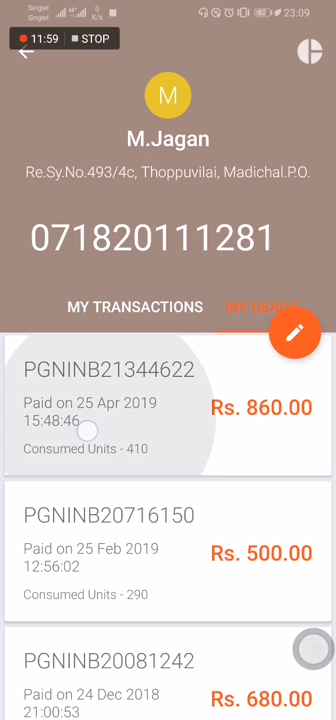 Singtel
Singtel
4G+
0
K/s
62
23:09
11:59 STOP
M
M.Jagan
Re.Sy.No.493/4c, Thoppuvilai, Madichal.P.O.
071820111281
MY TRANSACTIONS MY USAGE
PGNINB21344622
Paid on 25 Apr 2019
15:48:46
Rs. 860.00
Consumed Units - 410
PGNINB20716150
Paid on 25 Feb 2019
12:56:02
Rs. 500.00
Consumed Units - 290
PGNINB20081242
Paid on 24 Dec 2018
21:00:53
Rs. 680.00